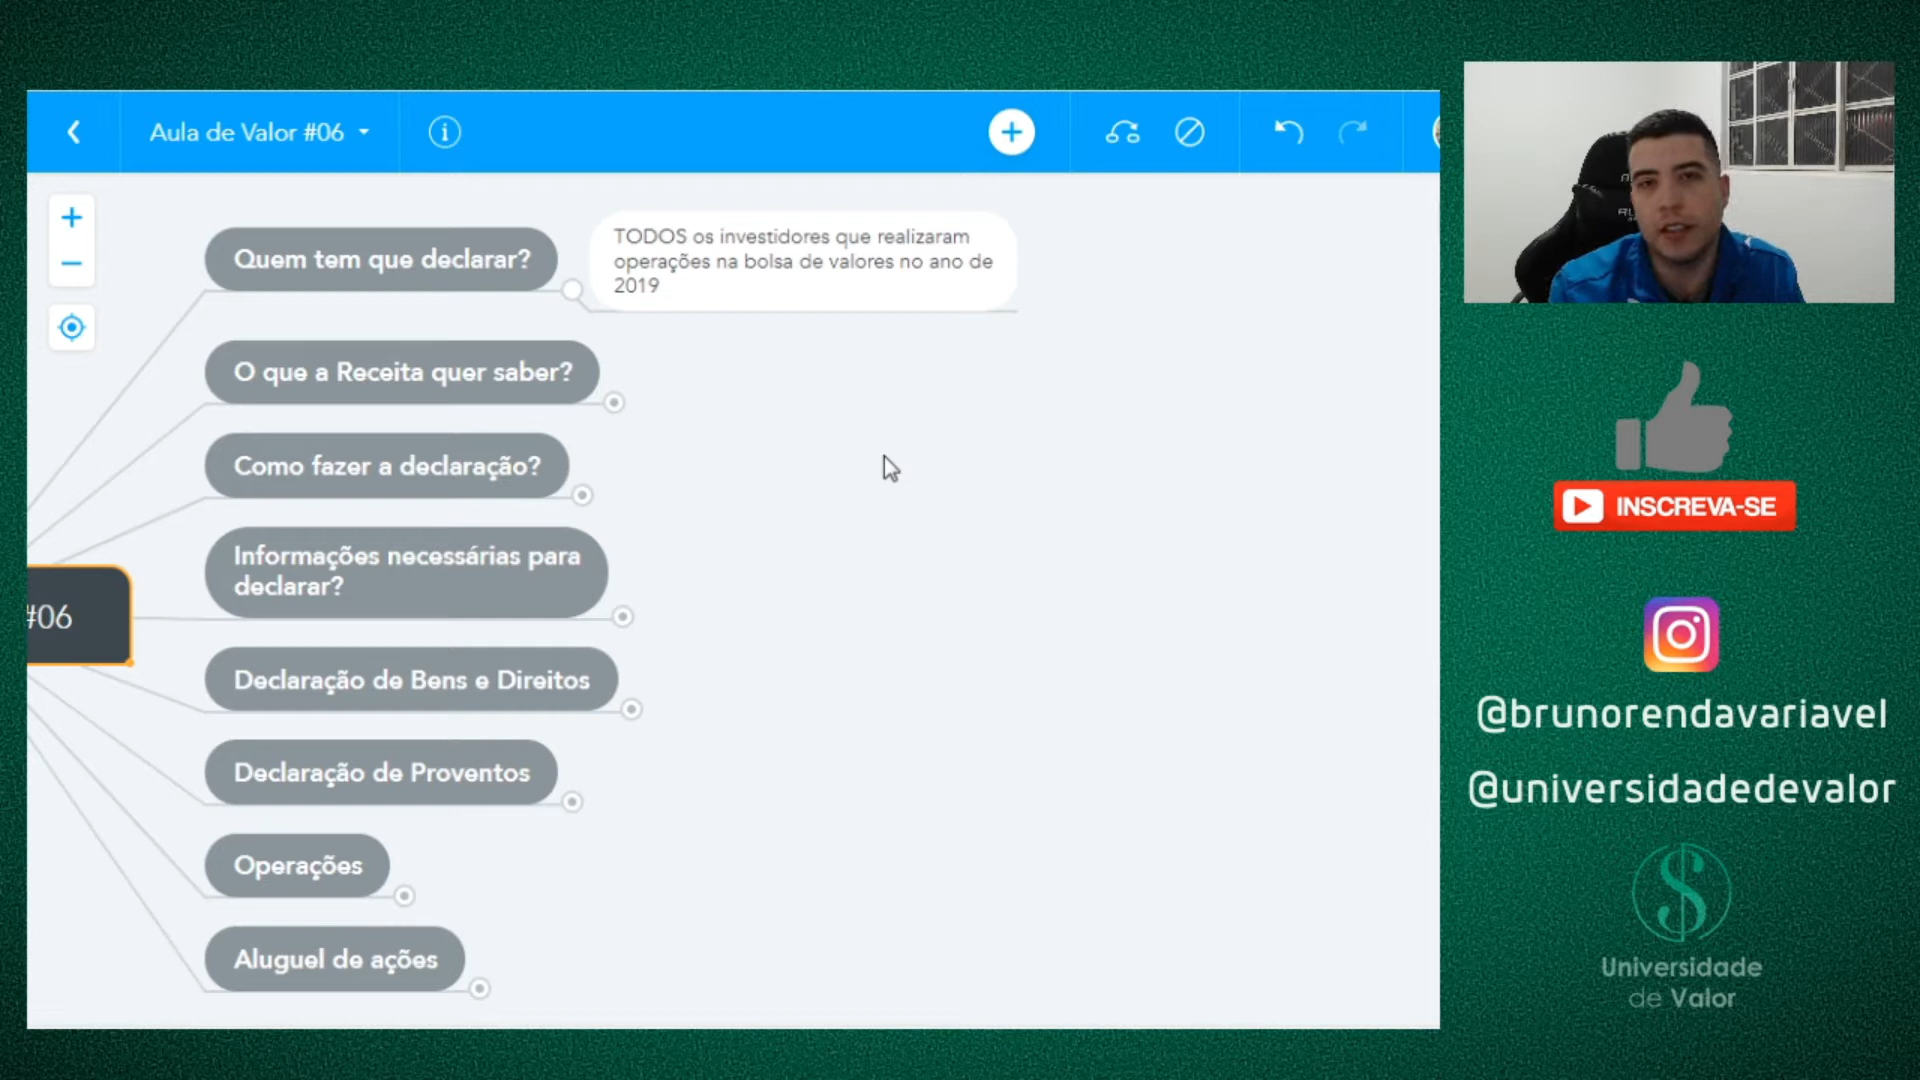 Aula de Valor #06
Quem tem que declarar?
TODOS os investidores que realizaram
operações na bolsa de valores no ano de
2019
O que a Receita quer saber?
Como fazer a declaração?
Informações necessárias para
declarar?
#06
Declaração de Bens e Direitos
Declaração de Proventos
Operações
Aluguel de ações
INSCREVA-SE
@brunorendavariavel
@universidadedevalor
Universidade
de Valor